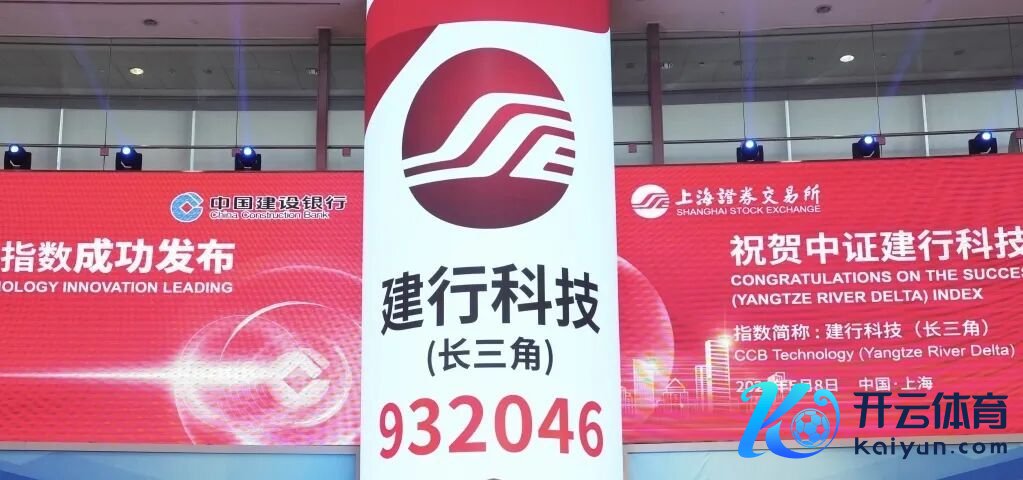 中国建设银行
China Construction Bank
指数成功发布
NOLOGY INNOVATION LEADING
建行科技
(长三角)
932046
上海證券交易所
SHANGHAI STOCK EXCHANGE
祝贺中证建行科技
CONGRATULATIONS ON THE SUCCES
(YANGTZE RIVER DELTA) INDEX
指数简称：建行科技（长三角）
CCB Technology (Yangtze River Delta)
月8日 中国·上海
开云体育
Kaiyun.com